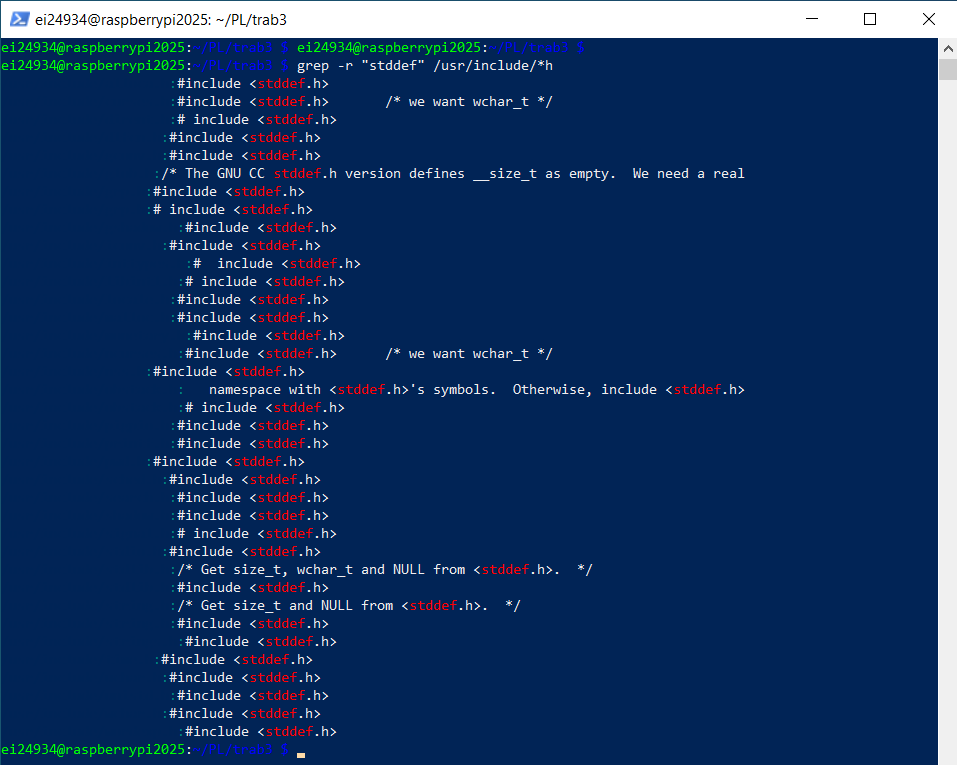 ei24934@raspberrypi2025: ~/PL/trab3
ei24934@raspberrypi2025:~/PL/trab3 $ ei24934@raspberrypi2025:~/PL/trab3 $
ei24934@raspberrypi2025:~/PL/trab3 $ grep -r "stddef" /usr/include/*h
:#include <stddef.h>
:#include <stddef.h>       /* we want wchar_t */
:# include <stddef.h>
:#include <stddef.h>
:#include <stddef.h>
:/* The GNU CC stddef.h version defines __size_t as empty.  We need a real
:#include <stddef.h>
:# include <stddef.h>
:#include <stddef.h>
:#include <stddef.h>
:#  include <stddef.h>
:# include <stddef.h>
:#include <stddef.h>
:#include <stddef.h>
:#include <stddef.h>
:#include <stddef.h>      /* we want wchar_t */
:#include <stddef.h>
:   namespace with <stddef.h>'s symbols.  Otherwise, include <stddef.h>
:# include <stddef.h>
:#include <stddef.h>
:#include <stddef.h>
:#include <stddef.h>
:#include <stddef.h>
:#include <stddef.h>
:#include <stddef.h>
:# include <stddef.h>
:#include <stddef.h>
:/* Get size_t, wchar_t and NULL from <stddef.h>.  */
:#include <stddef.h>
:/* Get size_t and NULL from <stddef.h>.  */
:#include <stddef.h>
:#include <stddef.h>
:#include <stddef.h>
:#include <stddef.h>
:#include <stddef.h>
:#include <stddef.h>
:#include <stddef.h>
ei24934@raspberrypi2025:~/PL/trab3 $